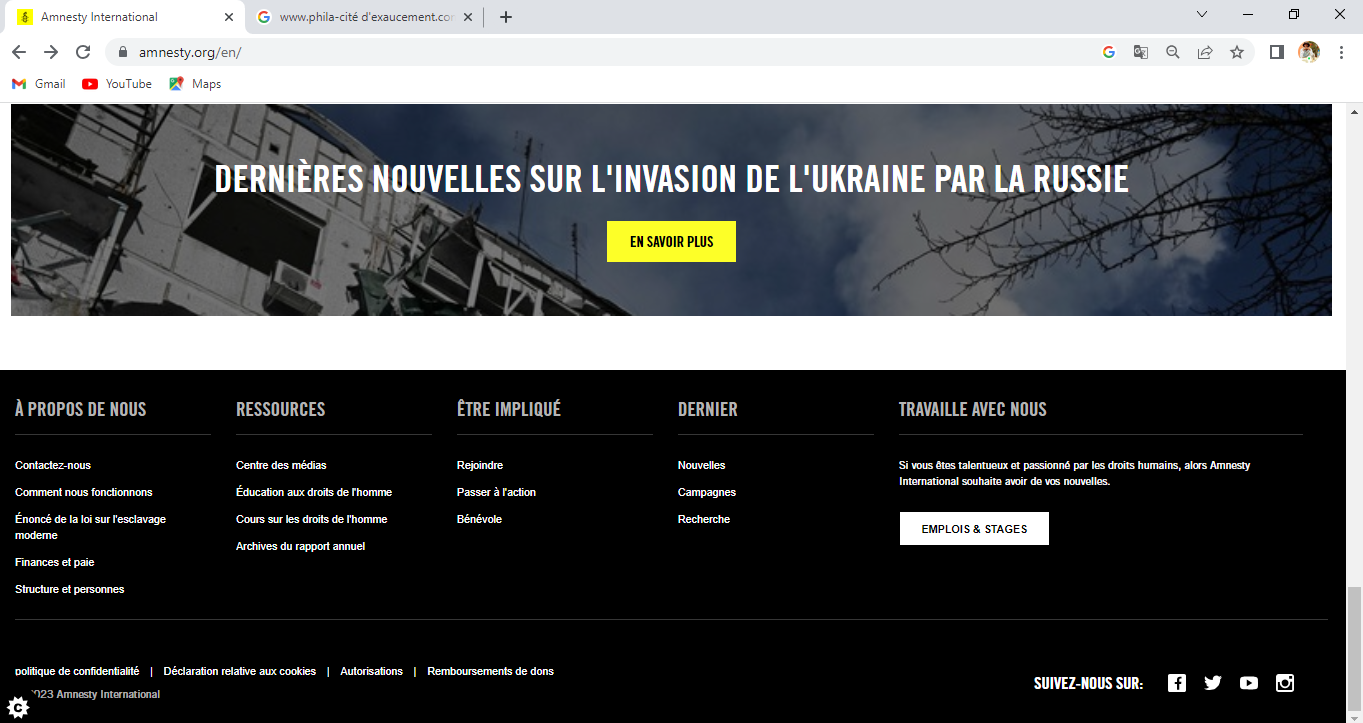 Amnesty International
www.phila-cité d'exaucement.cor
amnesty.org/en/
Gmail
YouTube
Maps
DERNIÈRES NOUVELLES SUR L'INVASION DE L'UKRAINE PAR LA RUSSIE
EN SAVOIR PLUS
À PROPOS DE NOUS
Contactez-nous
Comment nous fonctionnons
Énoncé de la loi sur l'esclavage
moderne
Finances et paie
Structure et personnes
RESSOURCES
Centre des médias
Éducation aux droits de l'homme
Cours sur les droits de l'homme
Archives du rapport annuel
ÊTRE IMPLIQUÉ
Rejoindre
Passer à l'action
Bénévole
DERNIER
Nouvelles
Campagnes
Recherche
TRAVAILLE AVEC NOUS
Si vous êtes talentueux et passionné par les droits humains, alors Amnesty
International souhaite avoir de vos nouvelles.
EMPLOIS & STAGES
politique de confidentialité | Déclaration relative aux cookies | Autorisations | Remboursements de dons
2023 Amnesty International
SUIVEZ-NOUS SUR: